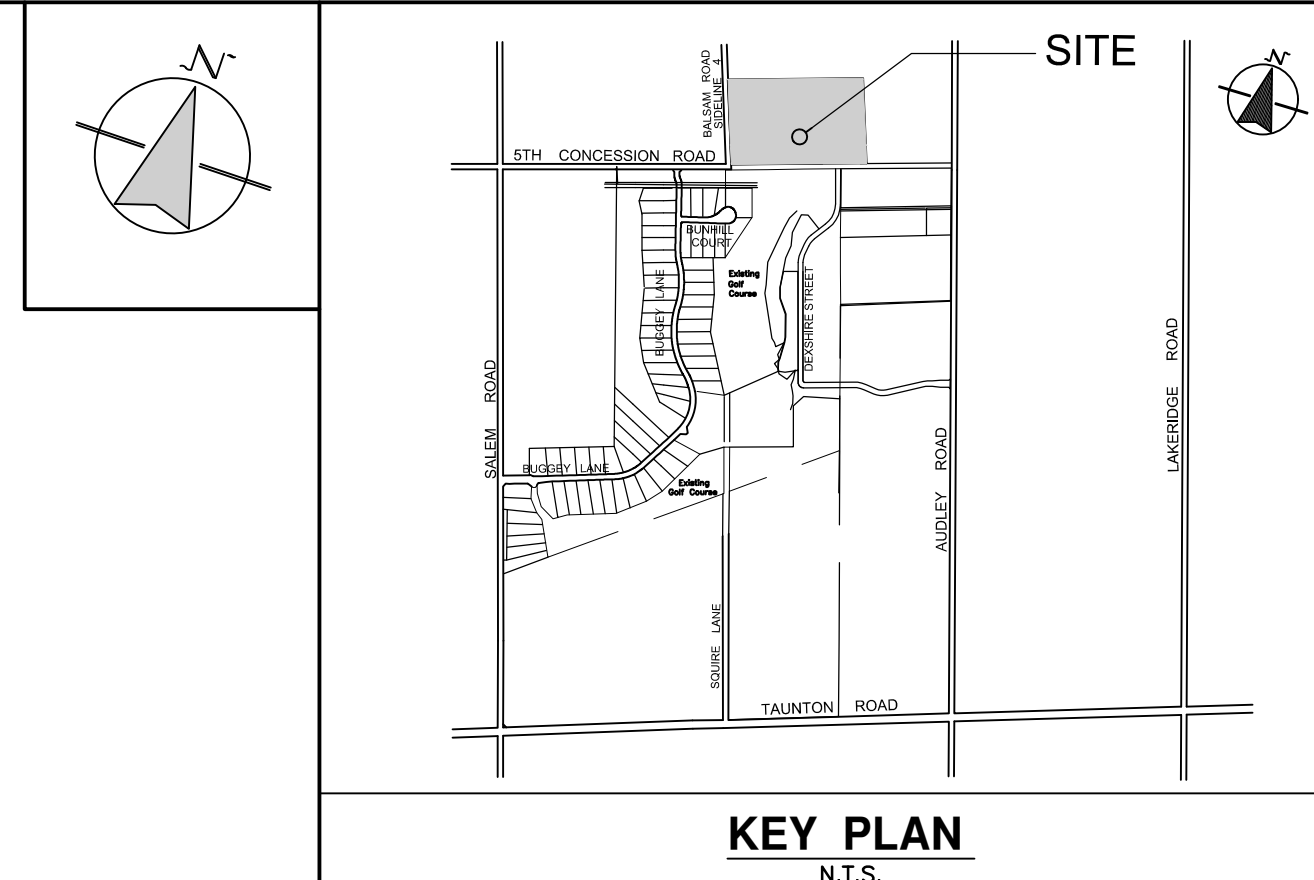 N
SITE
N
BALSAM ROAD
SIDELINE 4
5TH CONCESSION ROAD
BUNHILL
COURT
Existing
Golf
Course
BUGGEY LANE
DEXSHIRE STREET
SALEM ROAD
LAKERIDGE ROAD
AUDLEY ROAD
BUGGEY LANE
Existing
Golf Course
SQUIRE LANE
TAUNTON ROAD
KEY PLAN
N.T.S.